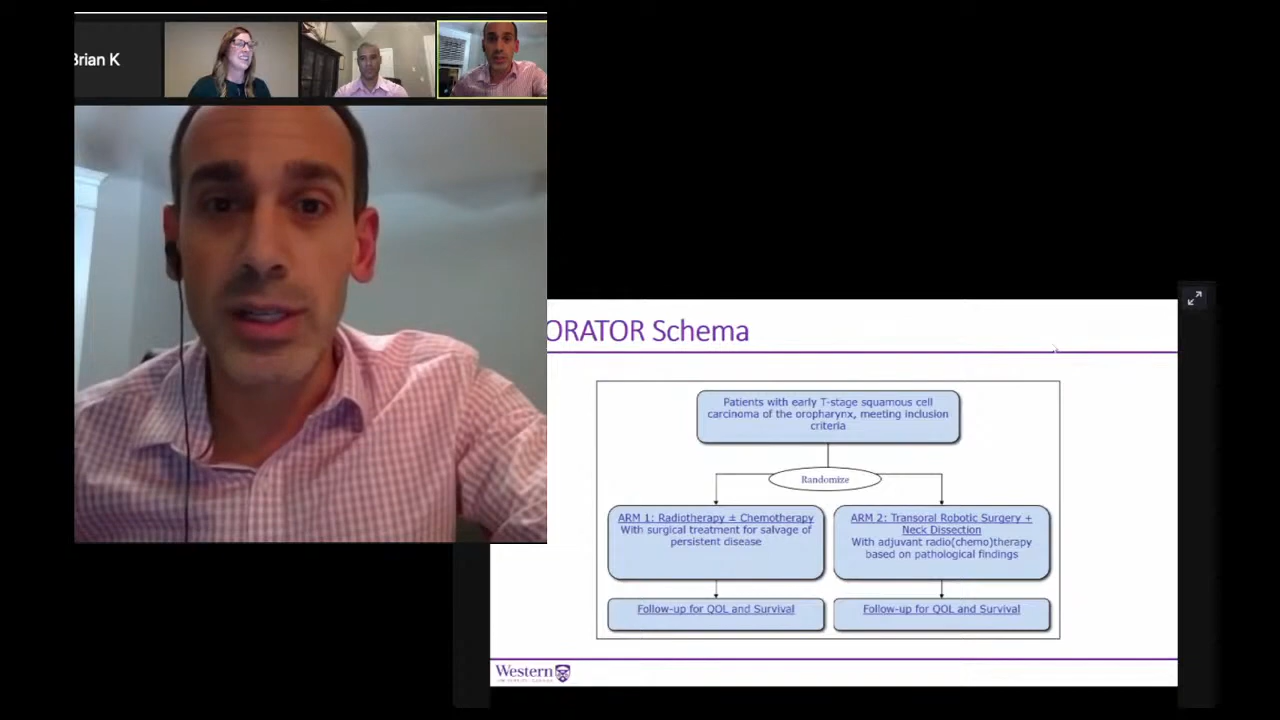 Brian K
ORATOR Schema
Patients with early T-stage squamous cell
carcinoma of the oropharynx, meeting inclusion
criteria
Randomize
ARM 1: Radiotherapy ± Chemotherapy
With surgical treatment for salvage of
persistent disease
ARM 2: Transoral Robotic Surgery +
Neck Dissection
With adjuvant radio(chemo)therapy
based on pathological findings
Follow-up for QOL and Survival
Follow-up for QOL and Survival
Western